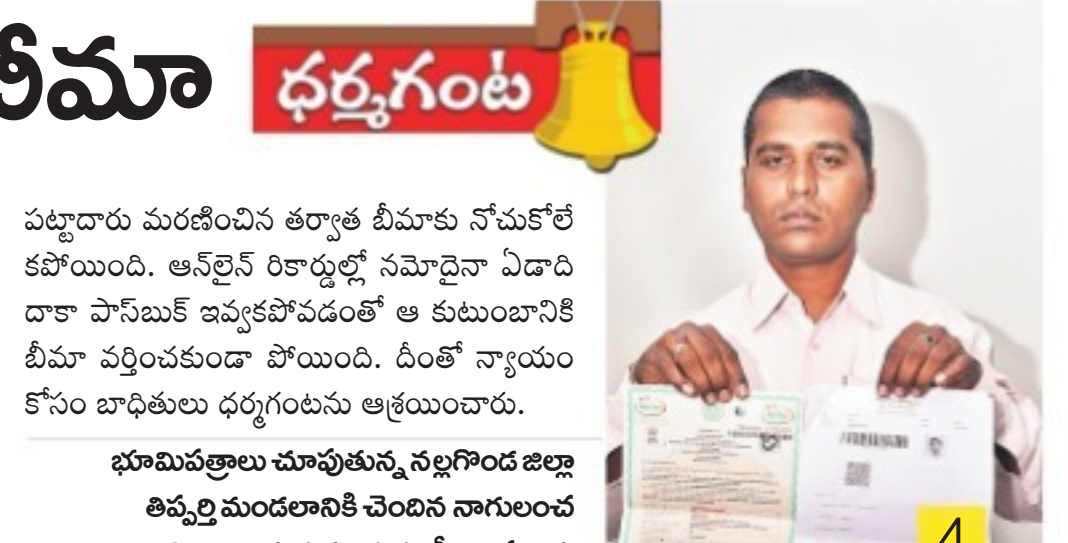 బీమా
ధర్మగంట
పట్టాదారు మరణించిన తర్వాత బీమాకు నోచుకోలే
కపోయింది. ఆన్‌లైన్ రికార్డుల్లో నమోదైనా ఏడాది
దాకా పాస్‌బుక్ ఇవ్వకపోవడంతో ఆ కుటుంబానికి
బీమా వర్తించకుండా పోయింది. దీంతో న్యాయం
కోసం బాధితులు ధర్మగంటను ఆశ్రయించారు.
భూమిపత్రాలు చూపుతున్న నల్లగొండ జిల్లా
తిప్పర్తి మండలానికి చెందిన నాగులంచ
4